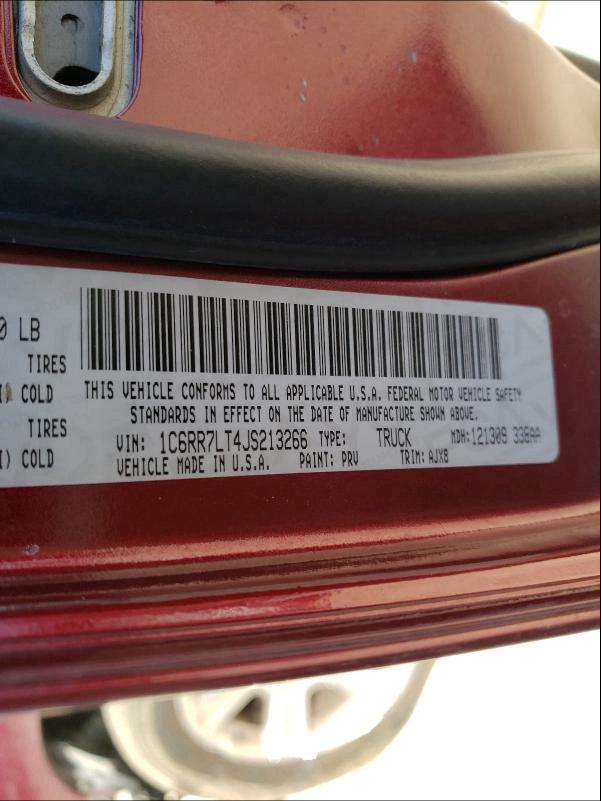 0 LB
TIRES
COLD
TIRES
) COLD
THIS VEHICLE CONFORMS TO ALL APPLICABLE U.S.A. FEDERAL MOTOR VEHICLE SAFETY
STANDARDS IN EFFECT ON THE DATE OF MANUFACTURE SHOWN ABOVE.
VIN: 1C6RR7LT4JS213266 TYPE: TRUCK MDH: 121309 338AA
VEHICLE MADE IN U.S.A. PAINT: PRV TRIM: AJX8